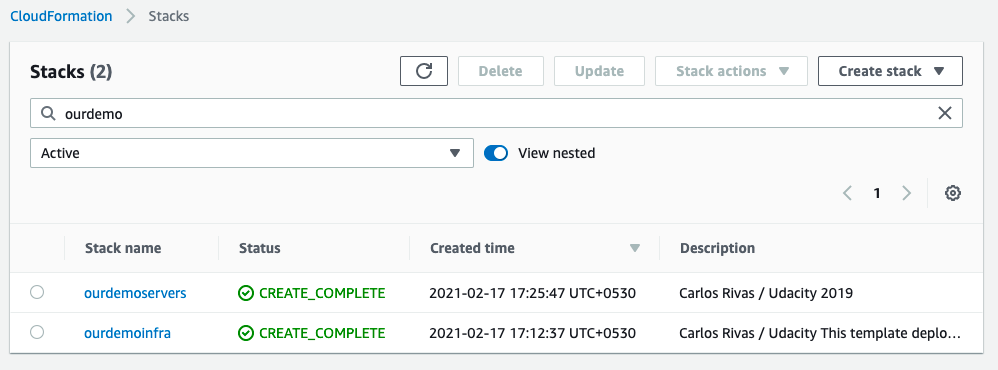 CloudFormation > Stacks
Stacks (2) Delete Update Stack actions Create stack
ourdemo
Active View nested
1
Stack name Status Created time Description
ourdemoservers CREATE_COMPLETE 2021-02-17 17:25:47 UTC+0530 Carlos Rivas / Udacity 2019
ourdemoinfra CREATE_COMPLETE 2021-02-17 17:12:37 UTC+0530 Carlos Rivas / Udacity This template deplo...